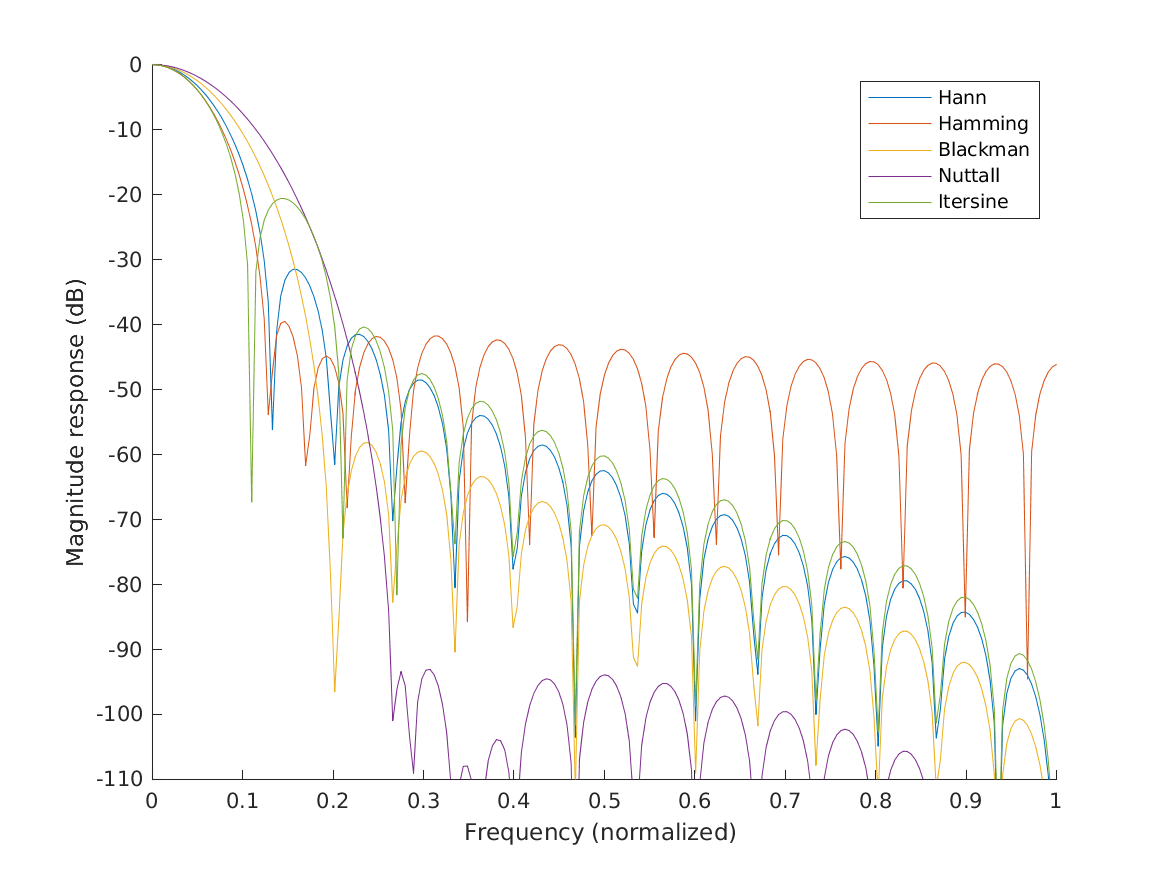 0
-10
-20
-30
-40
-50
-60
-70
-80
-90
-100
-110
Magnitude response (dB)
Hann
Hamming
Blackman
Nuttall
Itersine
0 0.1 0.2 0.3 0.4 0.5 0.6 0.7 0.8 0.9 1
Frequency (normalized)